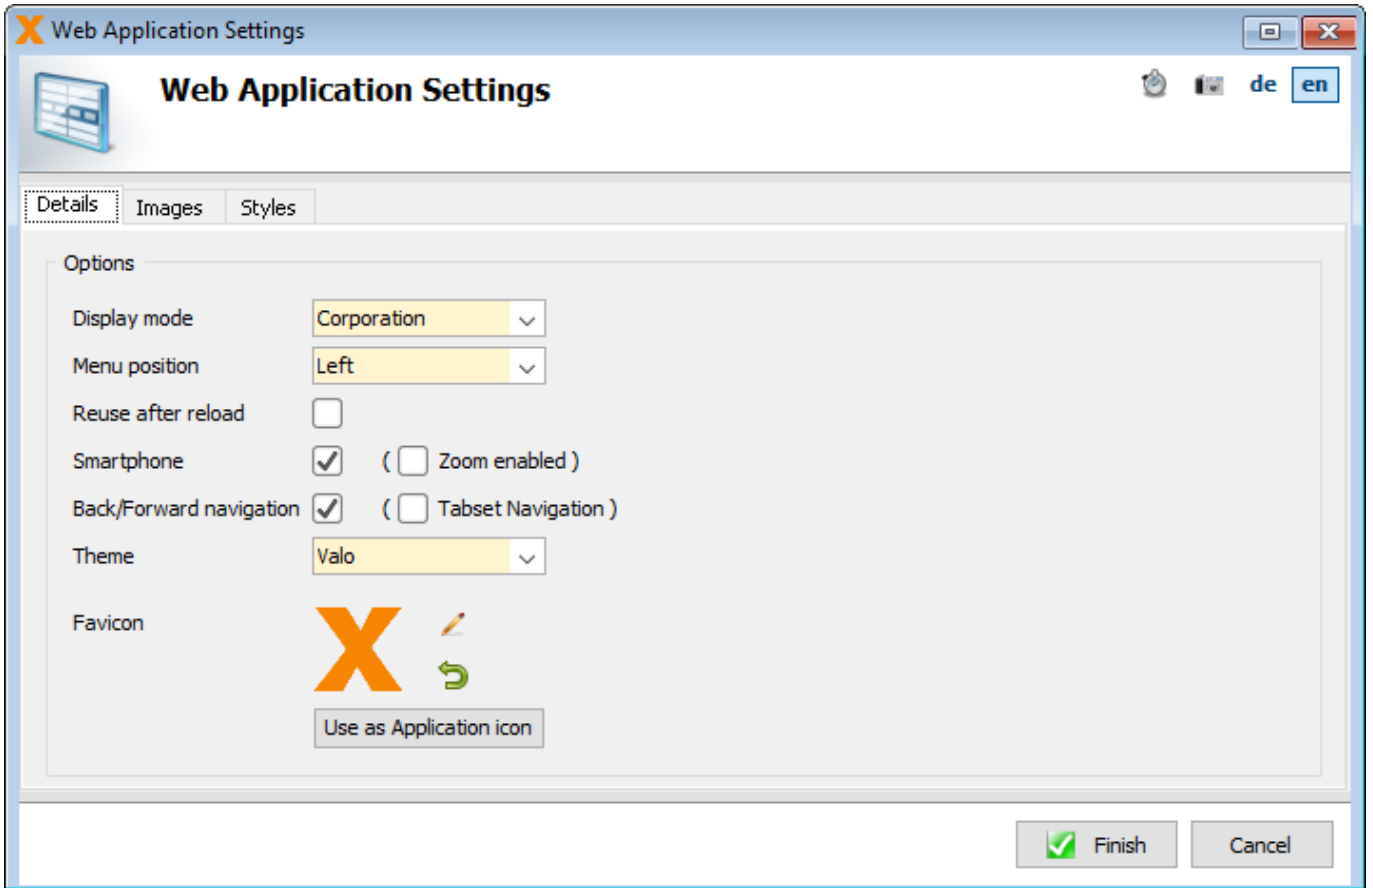 Web Application Settings
Web Application Settings
de en
Details Images Styles
Options
Display mode Corporation
Menu position Left
Reuse after reload
Smartphone ( Zoom enabled )
Back/Forward navigation ( Tabset Navigation )
Theme Valo
Favicon
Use as Application icon
Finish Cancel